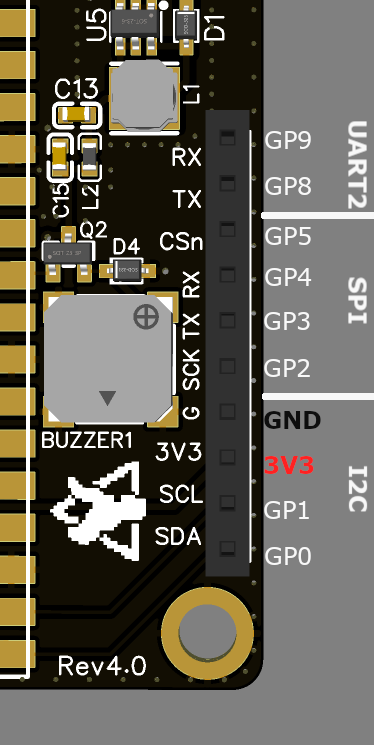 U5
D1
C13
L1
C15
L2
RX
GP9
TX
GP8
UART2
Q2
D4
CSn
GP5
RX
GP4
TX
GP3
SCK
GP2
SPI
G
GND
BUZZER1
3V3
3V3
SCL
GP1
SDA
GP0
I2C
Rev4.0